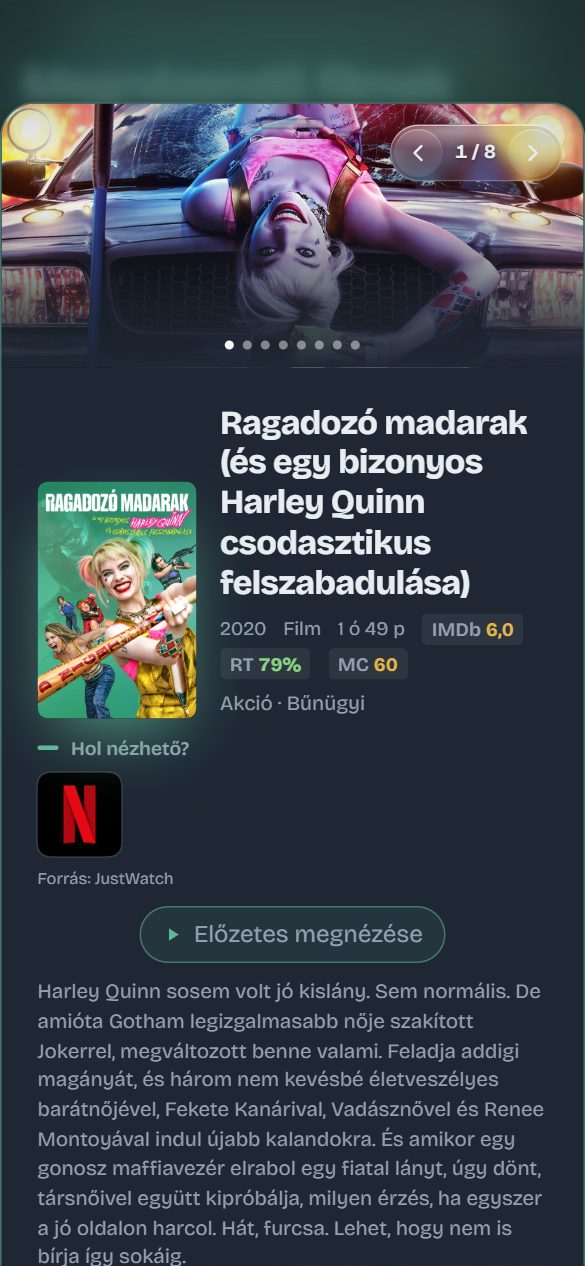 1 / 8
Ragadozó madarak
(és egy bizonyos
Harley Quinn
csodasztikus
felszabadulása)
RAGADOZÓ MADARAK
HARLEY QUINN
2020 Film 1 ó 49 p IMDb 6,0
RT 79% MC 60
Akció · Bűnügyi
Hol nézhető?
N
Forrás: JustWatch
Előzetes megnézése
Harley Quinn sosem volt jó kislány. Sem normális. De
amióta Gotham legizgalmasabb nője szakított
Jokerrel, megváltozott benne valami. Feladja addigi
magányát, és három nem kevésbé életveszélyes
barátnőjével, Fekete Kanárival, Vadásznővel és Renee
Montoyával indul újabb kalandokra. És amikor egy
gonosz maffiavezér elrabol egy fiatal lányt, úgy dönt,
társnőivel együtt kipróbálja, milyen érzés, ha egyszer
a jó oldalon harcol. Hát, furcsa. Lehet, hogy nem is
bírja így sokáig.